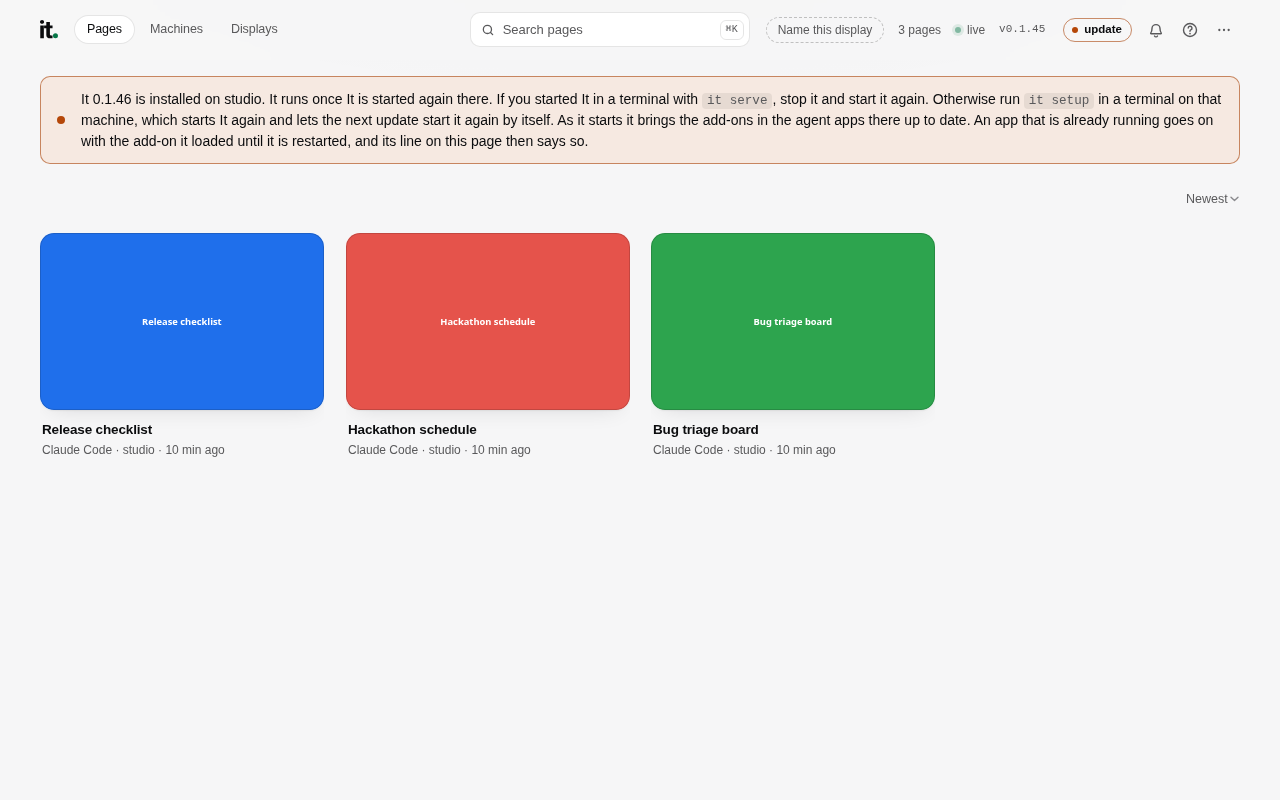 it.
Pages
Machines
Displays
Search pages
⌘K
Name this display
3 pages
live
v0.1.45
update
It 0.1.46 is installed on studio. It runs once It is started again there. If you started It in a terminal with it serve, stop it and start it again. Otherwise run it setup in a terminal on that
machine, which starts It again and lets the next update start it again by itself. As it starts it brings the add-ons in the agent apps there up to date. An app that is already running goes on
with the add-on it loaded until it is restarted, and its line on this page then says so.
Newest
Release checklist
Hackathon schedule
Bug triage board
Release checklist
Claude Code · studio · 10 min ago
Hackathon schedule
Claude Code · studio · 10 min ago
Bug triage board
Claude Code · studio · 10 min ago